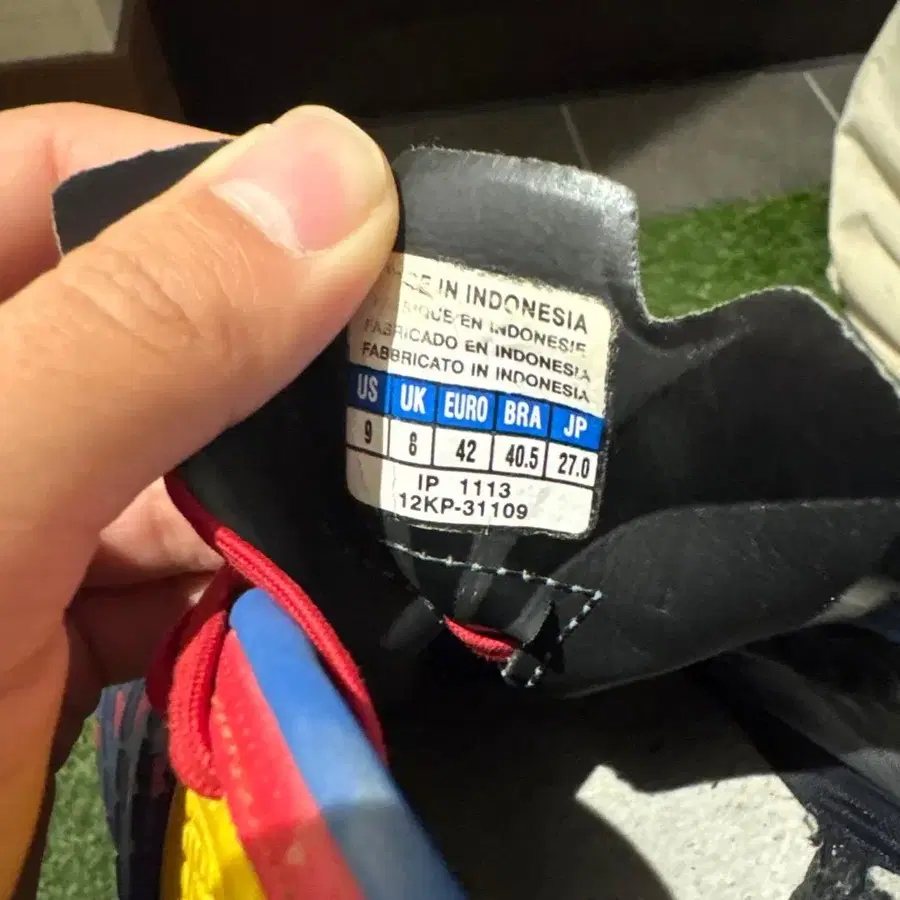 IN INDONESIA
EN INDONESIE
FABRICADO EN INDONESIA
FABBRICATO IN INDONESIA
US UK EURO BRA JP
9 8 42 40.5 27.0
IP 1113
12KP-31109